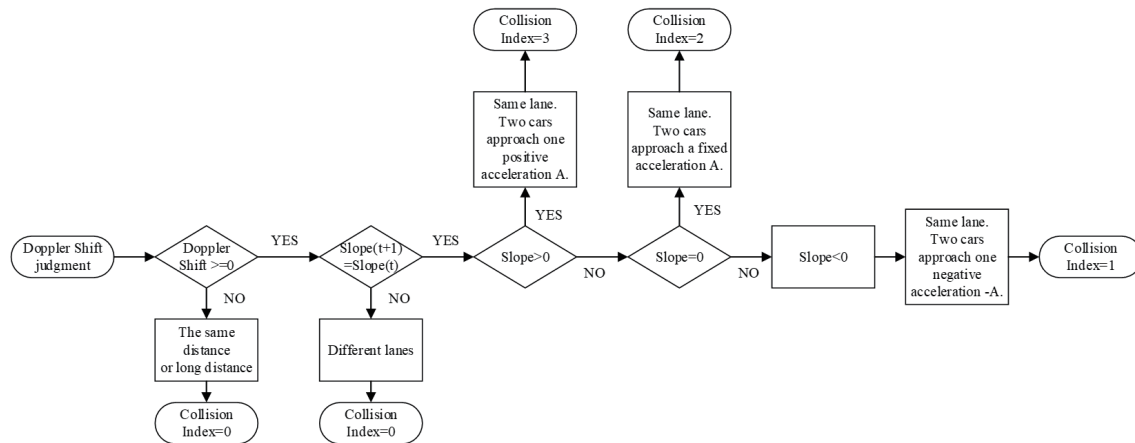 Collision
Index=3
Collision
Index=2
Same lane.
Two cars
approach one
positive
acceleration A.
Same lane.
Two cars
approach a fixed
acceleration A.
YES
YES
Doppler Shift
judgment
Doppler
Shift >=0
YES
Slope(t+1)
=Slope(t)
YES
Slope>0
NO
Slope=0
NO
Slope<0
Same lane.
Two cars
approach one
negative
acceleration -A.
Collision
Index=1
NO
NO
The same
distance
or long distance
Different lanes
Collision
Index=0
Collision
Index=0